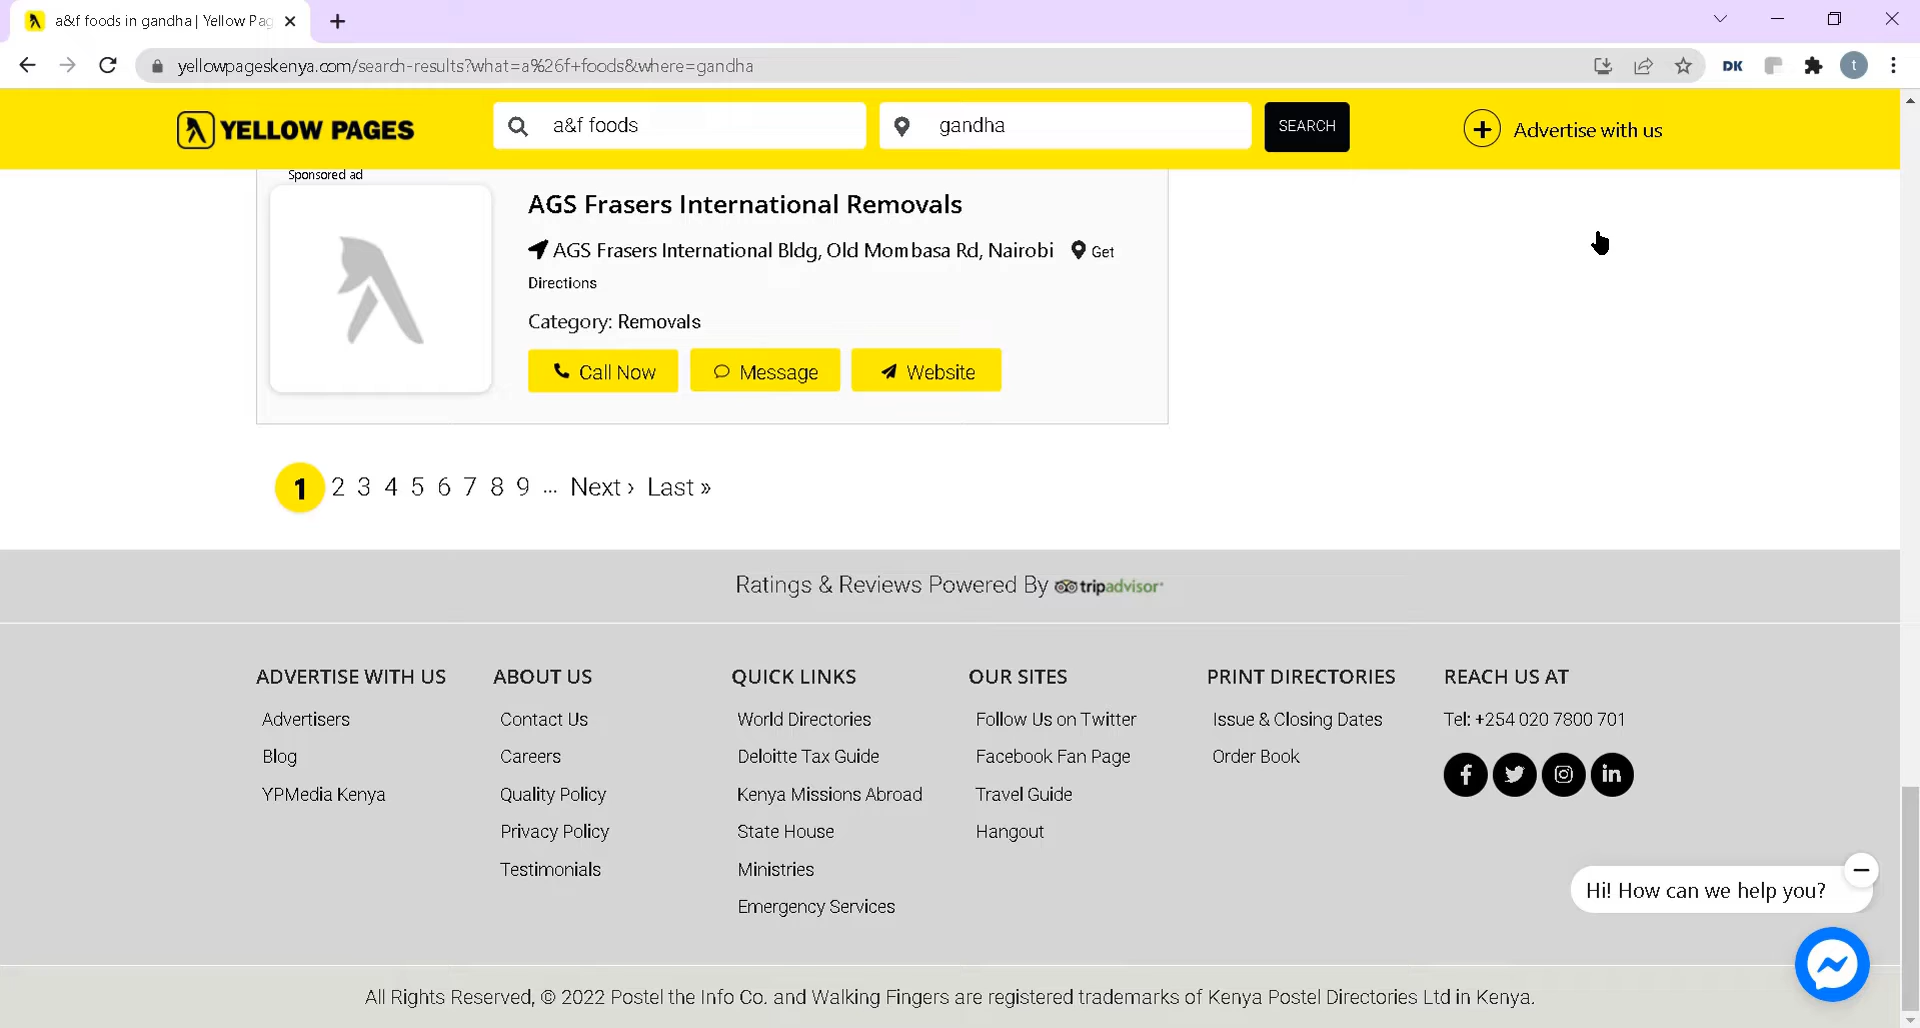 a&f foods in gandha | Yellow Pag
yellowpageskenya.com/search-results?what=a%26f+foods&where=gandha
DK
t
YELLOW PAGES
a&f foods
gandha
SEARCH
Advertise with us
Sponsored ad
AGS Frasers International Removals
AGS Frasers International Bldg, Old Mombasa Rd, Nairobi Get
Directions
Category: Removals
Call Now
Message
Website
1 2 3 4 5 6 7 8 9 ... Next › Last »
Ratings & Reviews Powered By tripadvisor
ADVERTISE WITH US
Advertisers
Blog
YPMedia Kenya
ABOUT US
Contact Us
Careers
Quality Policy
Privacy Policy
Testimonials
QUICK LINKS
World Directories
Deloitte Tax Guide
Kenya Missions Abroad
State House
Ministries
Emergency Services
OUR SITES
Follow Us on Twitter
Facebook Fan Page
Travel Guide
Hangout
PRINT DIRECTORIES
Issue & Closing Dates
Order Book
REACH US AT
Tel: +254 020 7800 701
Hi! How can we help you?
All Rights Reserved, © 2022 Postel the Info Co. and Walking Fingers are registered trademarks of Kenya Postel Directories Ltd in Kenya.